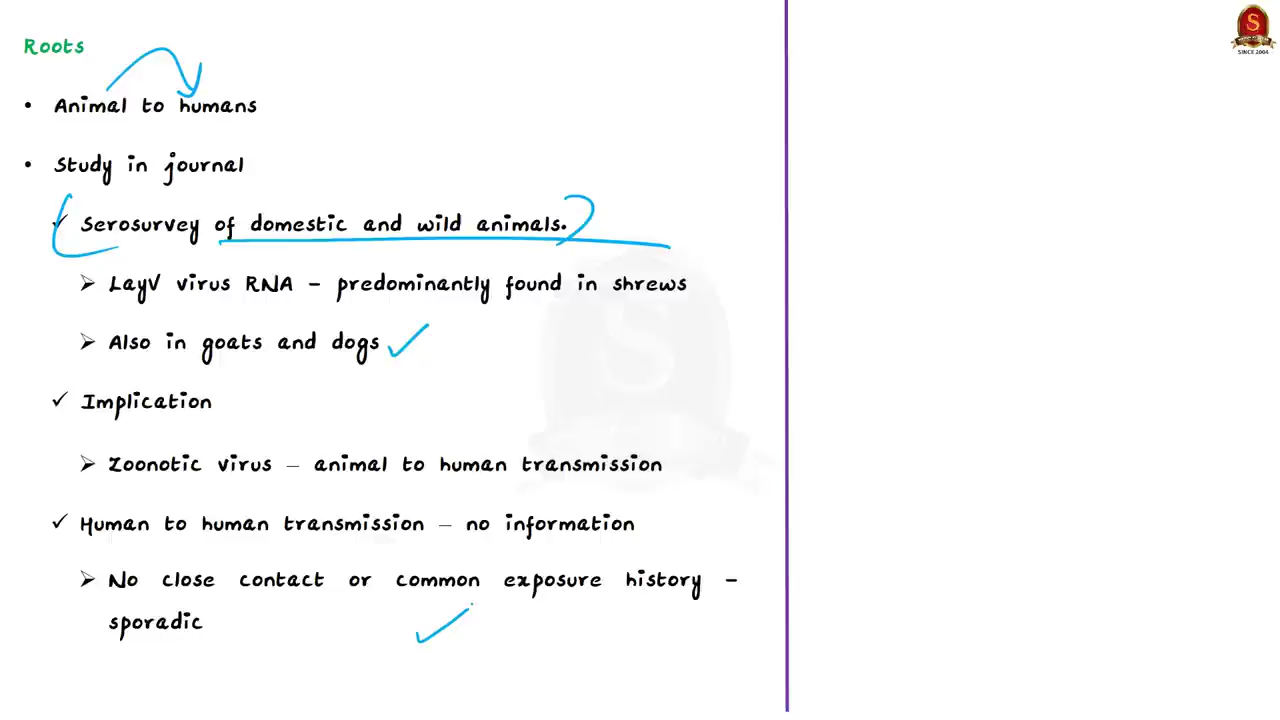 Roots
• Animal to humans
• Study in journal
✓ Serosurvey of domestic and wild animals.
➢ LayV virus RNA – predominantly found in shrews
➢ Also in goats and dogs
✓ Implication
➢ Zoonotic virus – animal to human transmission
✓ Human to human transmission – no information
➢ No close contact or common exposure history –
sporadic
S
SINCE 2004
S